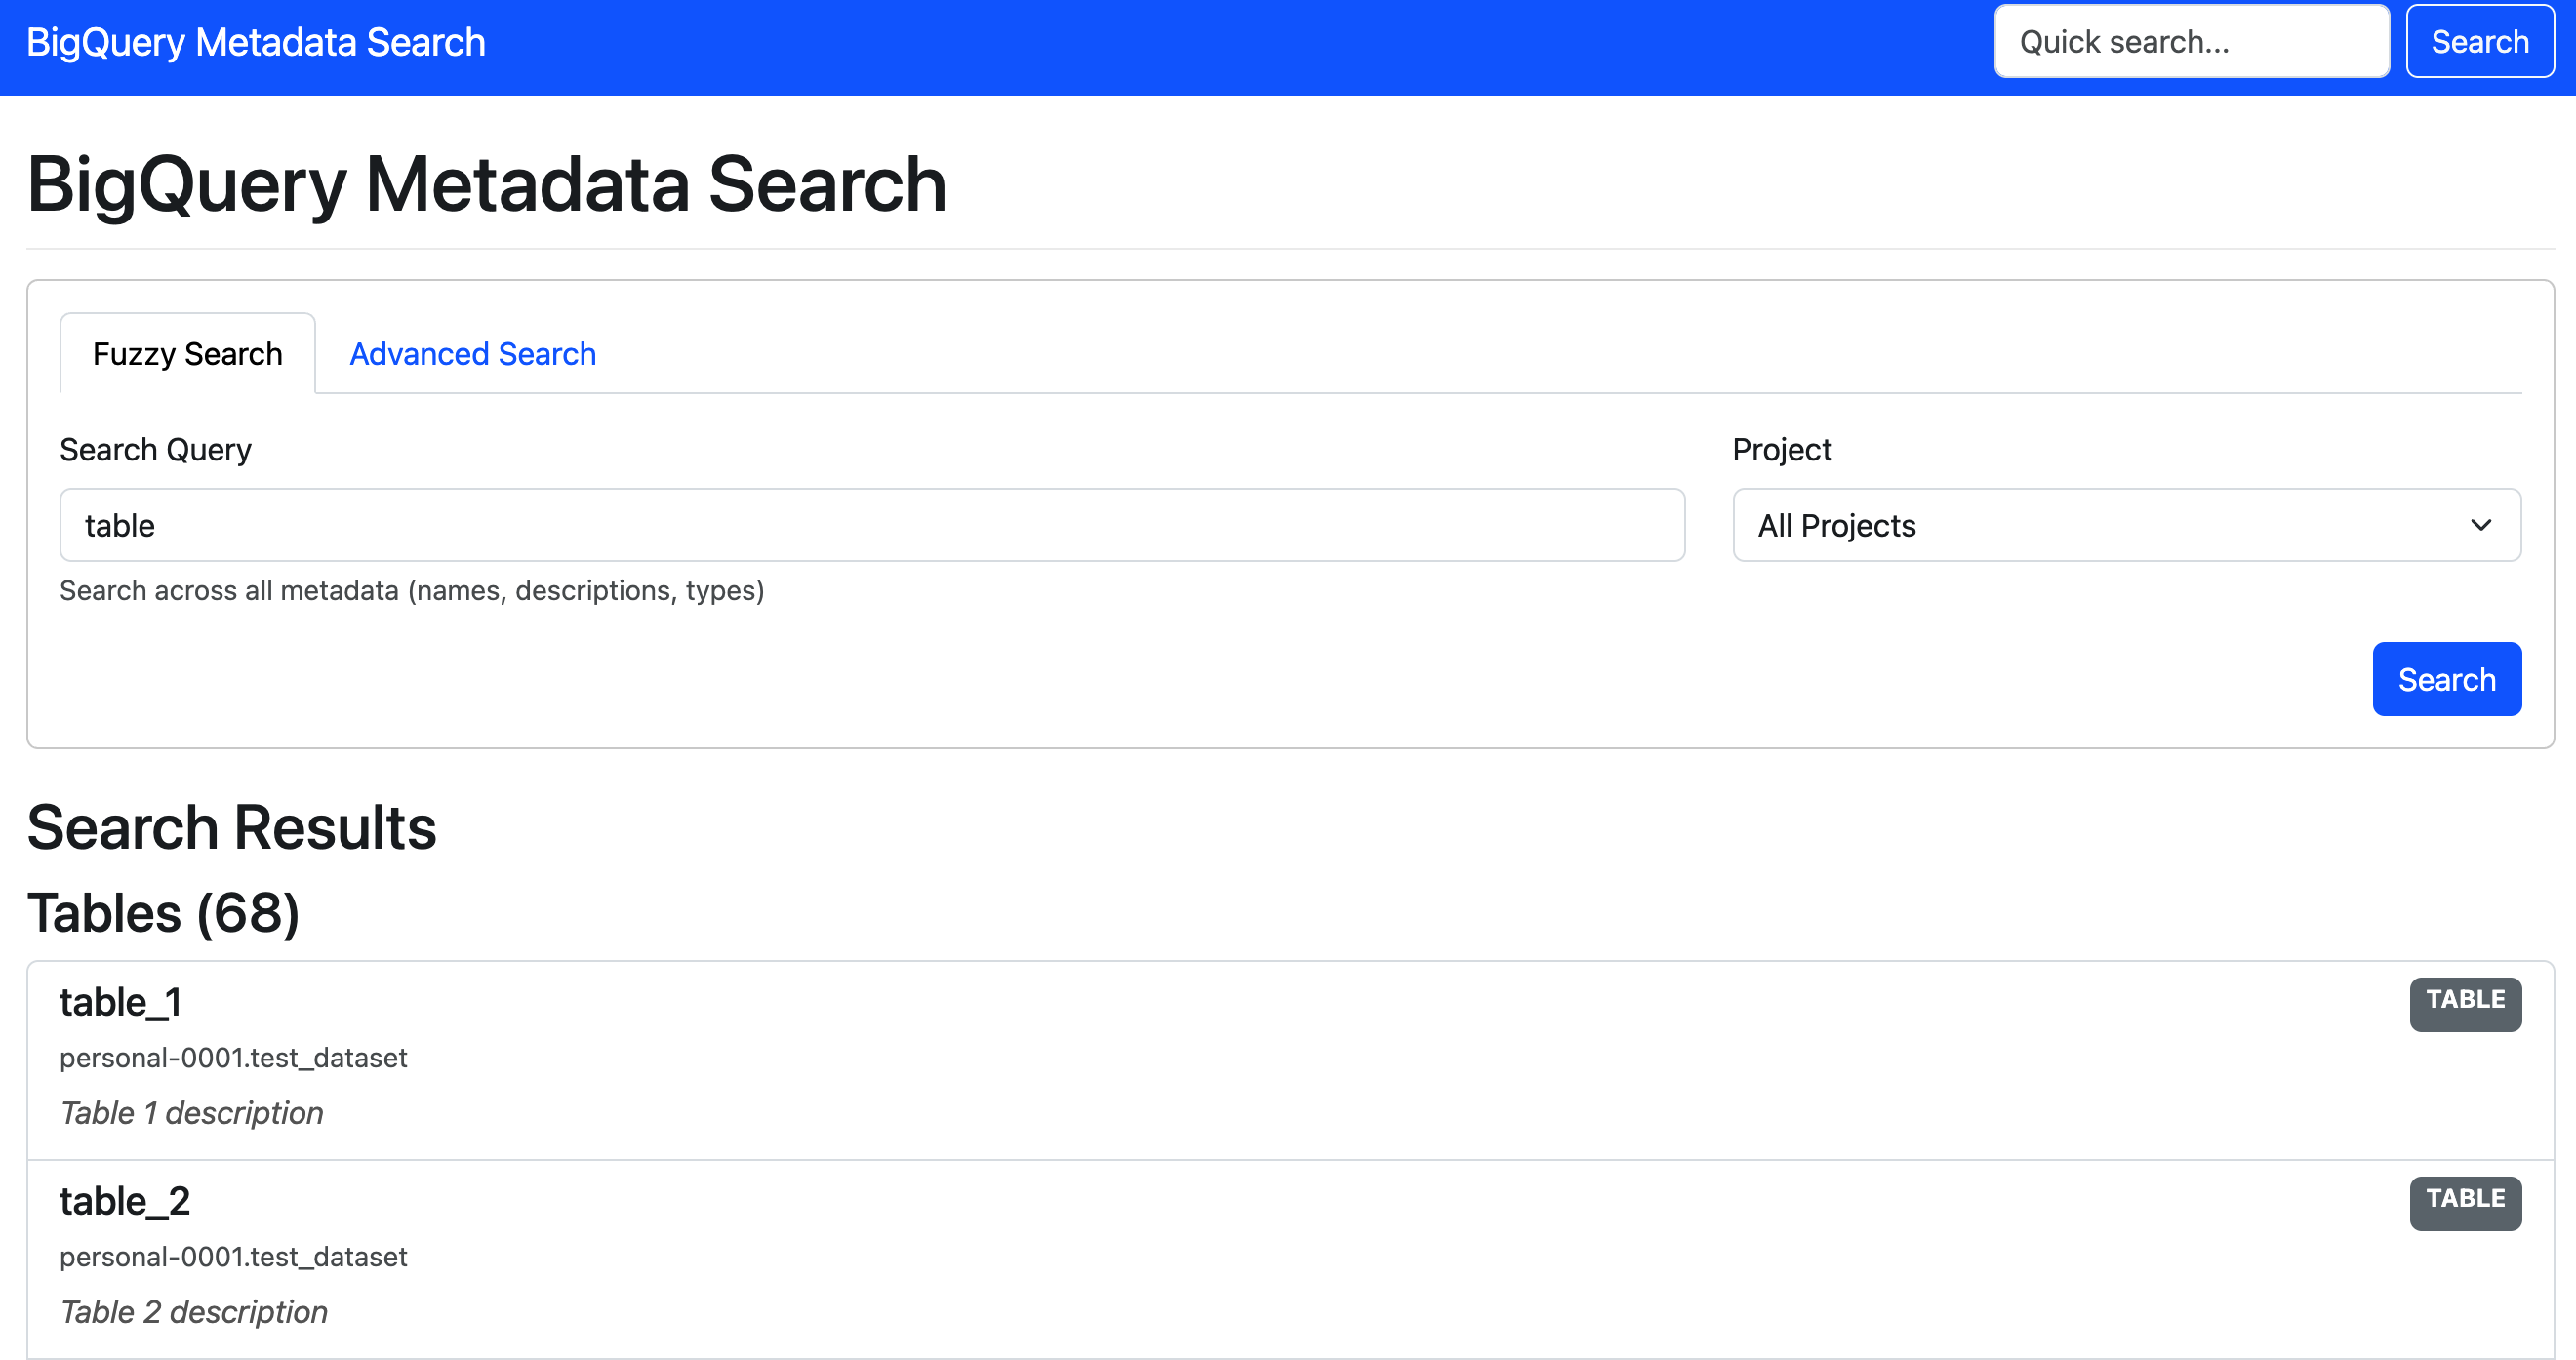 BigQuery Metadata Search
Quick search...
Search
BigQuery Metadata Search
Fuzzy Search
Advanced Search
Search Query
Project
table
All Projects
Search across all metadata (names, descriptions, types)
Search
Search Results
Tables (68)
table_1
TABLE
personal-0001.test_dataset
Table 1 description
table_2
TABLE
personal-0001.test_dataset
Table 2 description